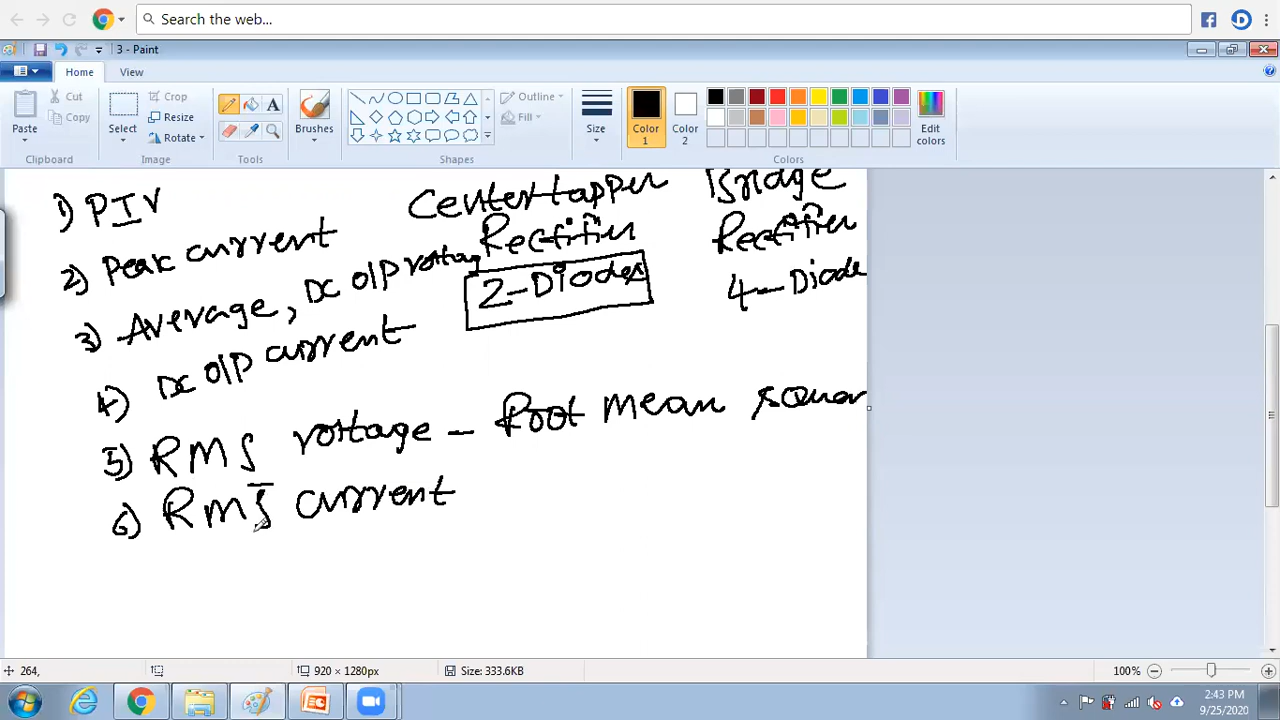 Search the web...
3 - Paint
Home View
Paste Cut Copy Clipboard
Select Crop Resize Rotate Image
Tools
Brushes
Shapes Outline Fill
Size
Color 1 Color 2
Edit colors
Colors
1) PIV
Centertapper Rectifier
2-Diodes
Bridge Rectifier
4-Diode
2) Peak current
3) Average, DC O/P voltag
4) DC O/P current
5) RMS voltage - Root mean squar
6) RMS current
264,
920 × 1280px
Size: 333.6KB
100%
2:43 PM
9/25/2020